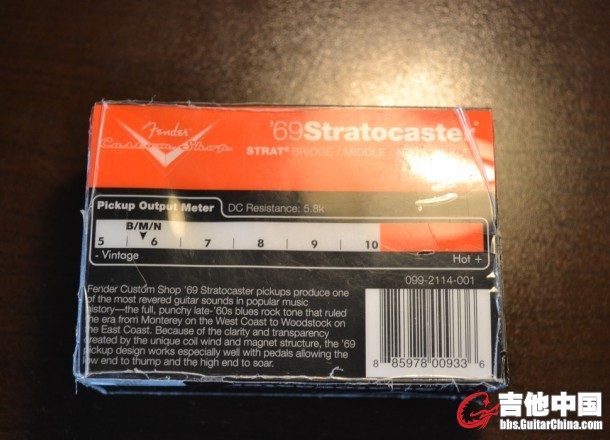 Fender
Custom Shop
'69 Stratocaster®
STRAT® BRIDGE / MIDDLE /
Pickup Output Meter DC Resistance: 5.8k
B/M/N
5 6 7 8 9 10
- Vintage Hot +
099-2114-001
Fender Custom Shop '69 Stratocaster pickups produce one
of the most revered guitar sounds in popular music
history—the full, punchy late-'60s blues rock tone that ruled
the era from Monterey on the West Coast to Woodstock on
the East Coast. Because of the clarity and transparency
created by the unique coil wind and magnet structure, the '69
pickup design works especially well with pedals allowing the
low end to thump and the high end to soar.
8 85978 00933 6
吉他中国
bbs.GuitarChina.com